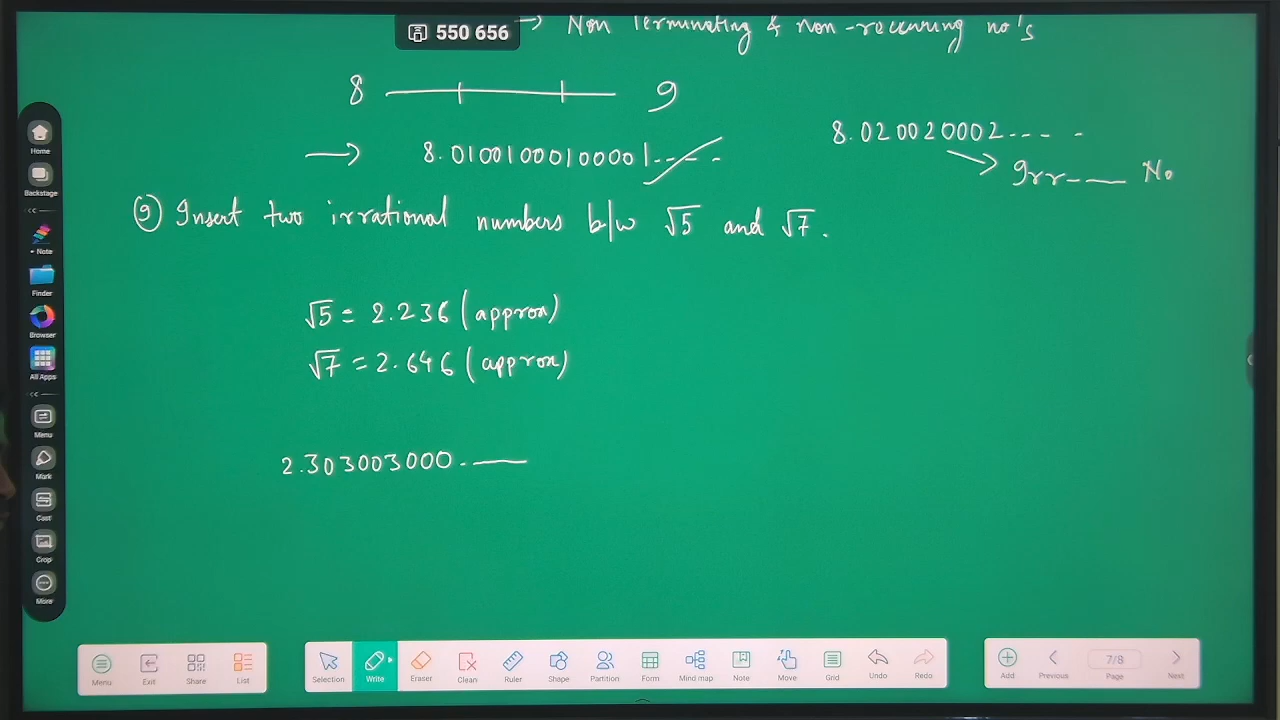 550 656
→ Non Terminating & non-recurring no's
8 9
→ 8.01001000100001----
8.020020002--- -
→ Irr-—— No
⑨ Insert two irrational numbers b/w √5 and √7.
√5 = 2.236 (approx)
√7 = 2.646 (approx)
2.303003000.——
Home
Backstage
Note
Finder
Browser
All Apps
Menu
Mark
Cast
Crop
More
Menu Exit Share List
Selection Write Eraser Clean Ruler Shape Partition Form Mind map Note Move Grid Undo Redo
7/8
Add Previous Page Next